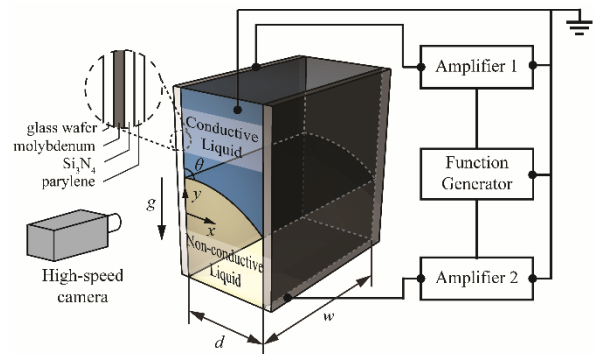 glass wafer
molybdenum
Si3N4
parylene
Conductive
Liquid
θ
y
x
g
Non-conductive
Liquid
High-speed
camera
d
w
Amplifier 1
Function
Generator
Amplifier 2